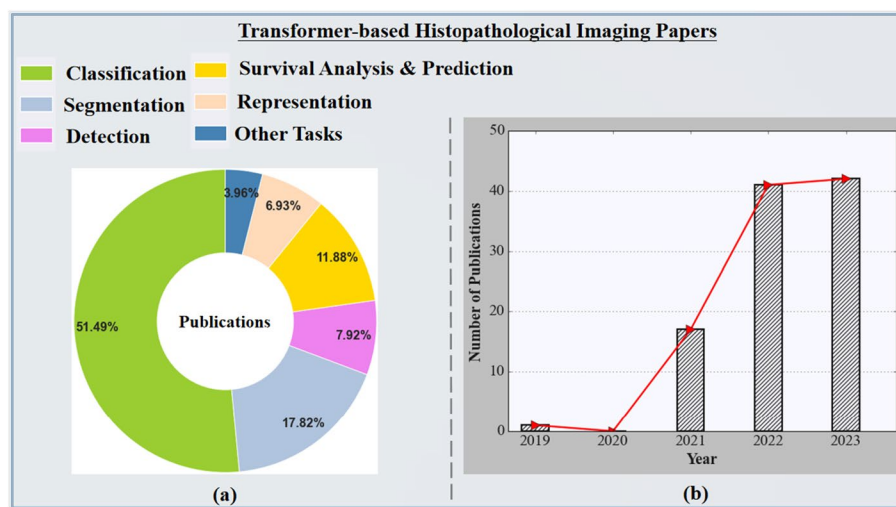 Transformer-based Histopathological Imaging Papers
Classification
Survival Analysis & Prediction
Segmentation
Representation
Detection
Other Tasks
3.96%
6.93%
11.88%
7.92%
17.82%
51.49%
Publications
(a)
50
40
30
20
10
0
Number of Publications
2019 2020 2021 2022 2023
Year
(b)